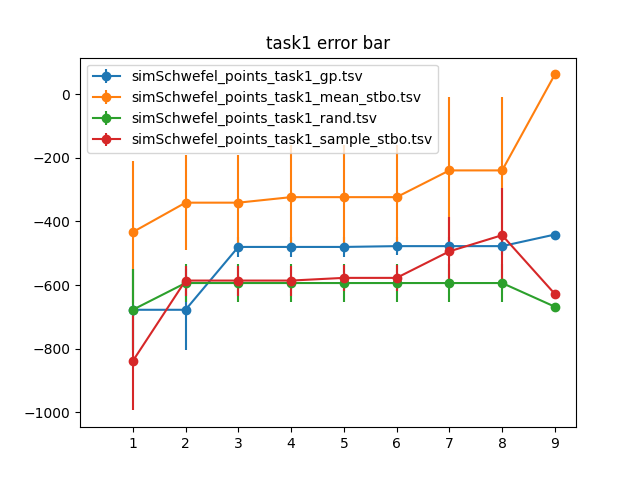 task1 error bar
simSchwefel_points_task1_gp.tsv
simSchwefel_points_task1_mean_stbo.tsv
simSchwefel_points_task1_rand.tsv
simSchwefel_points_task1_sample_stbo.tsv
0
−200
−400
−600
−800
−1000
1 2 3 4 5 6 7 8 9